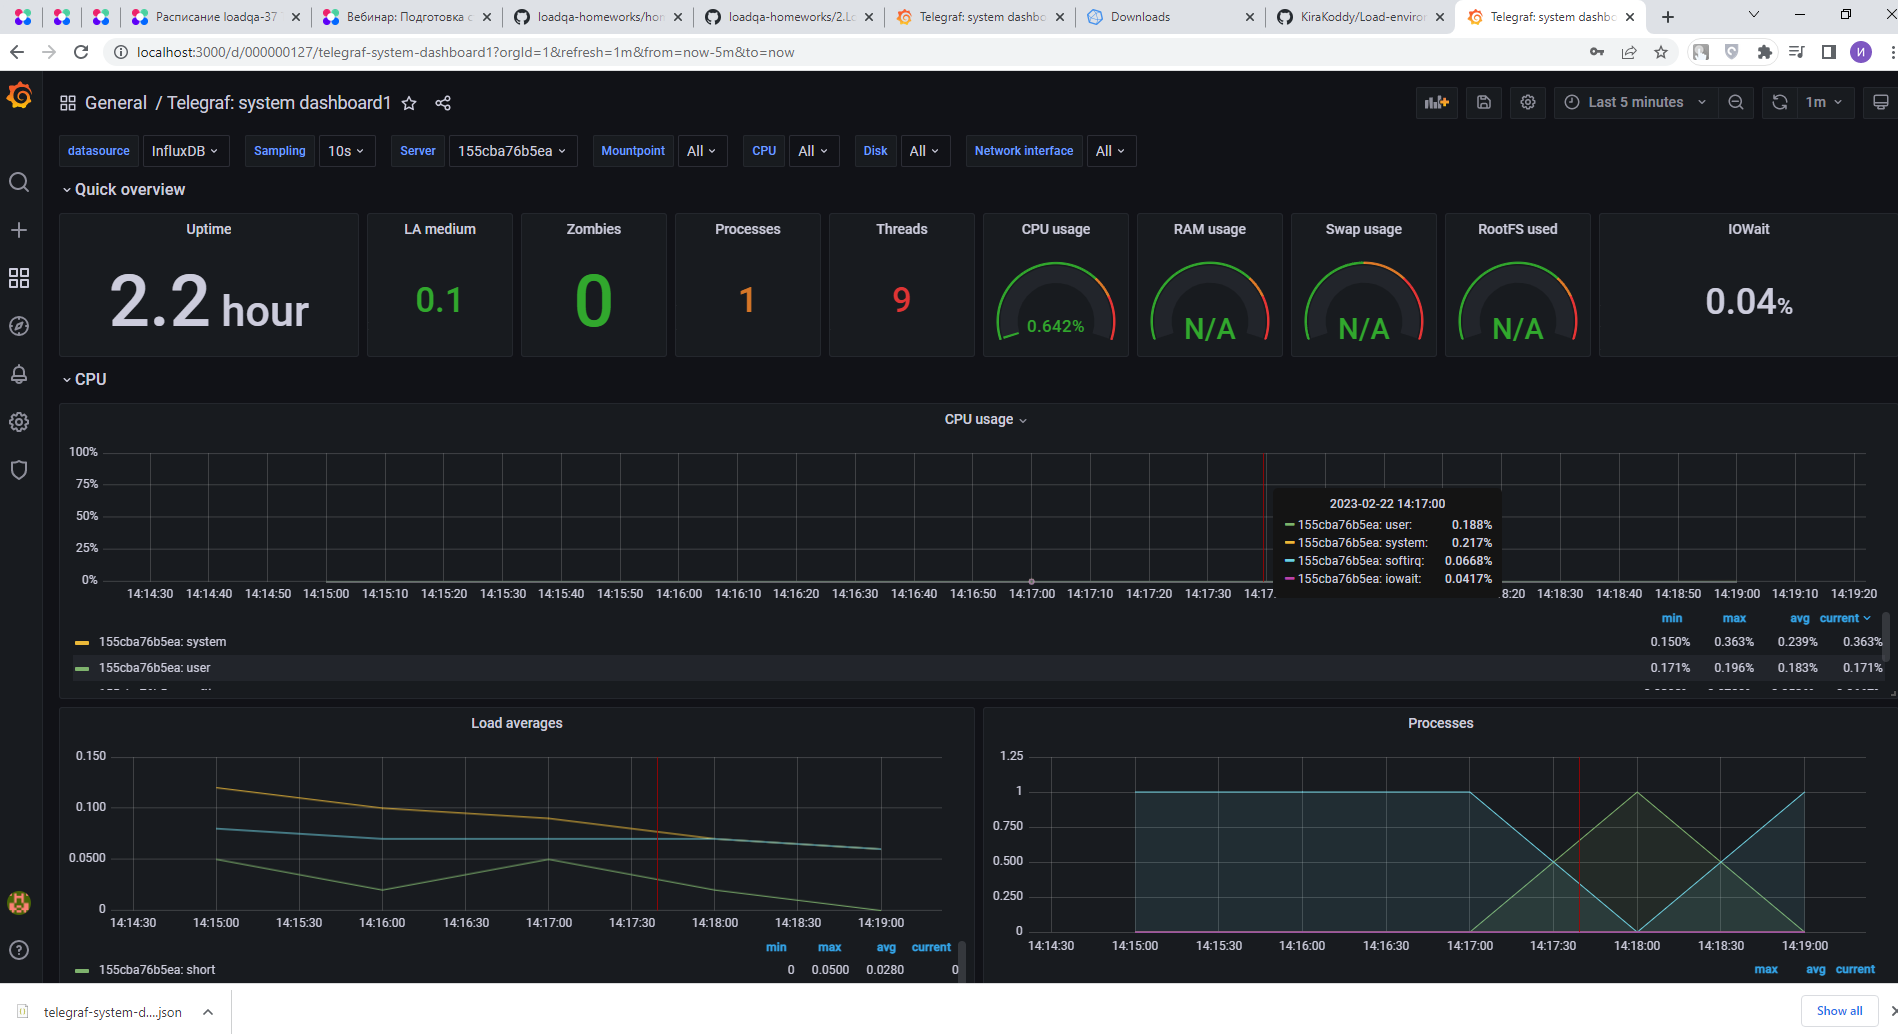 Расписание loadqa-37
Вебинар: Подготовка с
loadqa-homeworks/hom
loadqa-homeworks/2.Lo
Telegraf: system dashbo
Downloads
KiraKoddy/Load-environ
Telegraf: system dashbo
localhost:3000/d/000000127/telegraf-system-dashboard1?orgId=1&refresh=1m&from=now-5m&to=now
И
General / Telegraf: system dashboard1
Last 5 minutes
1m
datasource InfluxDB Sampling 10s Server 155cba76b5ea Mountpoint All CPU All Disk All Network interface All
Quick overview
Uptime LA medium Zombies Processes Threads CPU usage RAM usage Swap usage RootFS used IOWait
2.2 hour 0.1 0 1 9 0.642% N/A N/A N/A 0.04%
CPU
CPU usage
100%
75%
50%
25%
0%
2023-02-22 14:17:00
155cba76b5ea: user: 0.188%
155cba76b5ea: system: 0.217%
155cba76b5ea: softirq: 0.0668%
155cba76b5ea: iowait: 0.0417%
14:14:30 14:14:40 14:14:50 14:15:00 14:15:10 14:15:20 14:15:30 14:15:40 14:15:50 14:16:00 14:16:10 14:16:20 14:16:30 14:16:40 14:16:50 14:17:00 14:17:10 14:17:20 14:17:30 14:17: 8:20 14:18:30 14:18:40 14:18:50 14:19:00 14:19:10 14:19:20
min max avg current
155cba76b5ea: system 0.150% 0.363% 0.239% 0.363%
155cba76b5ea: user 0.171% 0.196% 0.183% 0.171%
Load averages
0.150
0.100
0.0500
0
14:14:30 14:15:00 14:15:30 14:16:00 14:16:30 14:17:00 14:17:30 14:18:00 14:18:30 14:19:00
min max avg current
155cba76b5ea: short 0 0.0500 0.0280 0
Processes
1.25
1
0.750
0.500
0.250
0
14:14:30 14:15:00 14:15:30 14:16:00 14:16:30 14:17:00 14:17:30 14:18:00 14:18:30 14:19:00
max avg current
telegraf-system-d....json
Show all